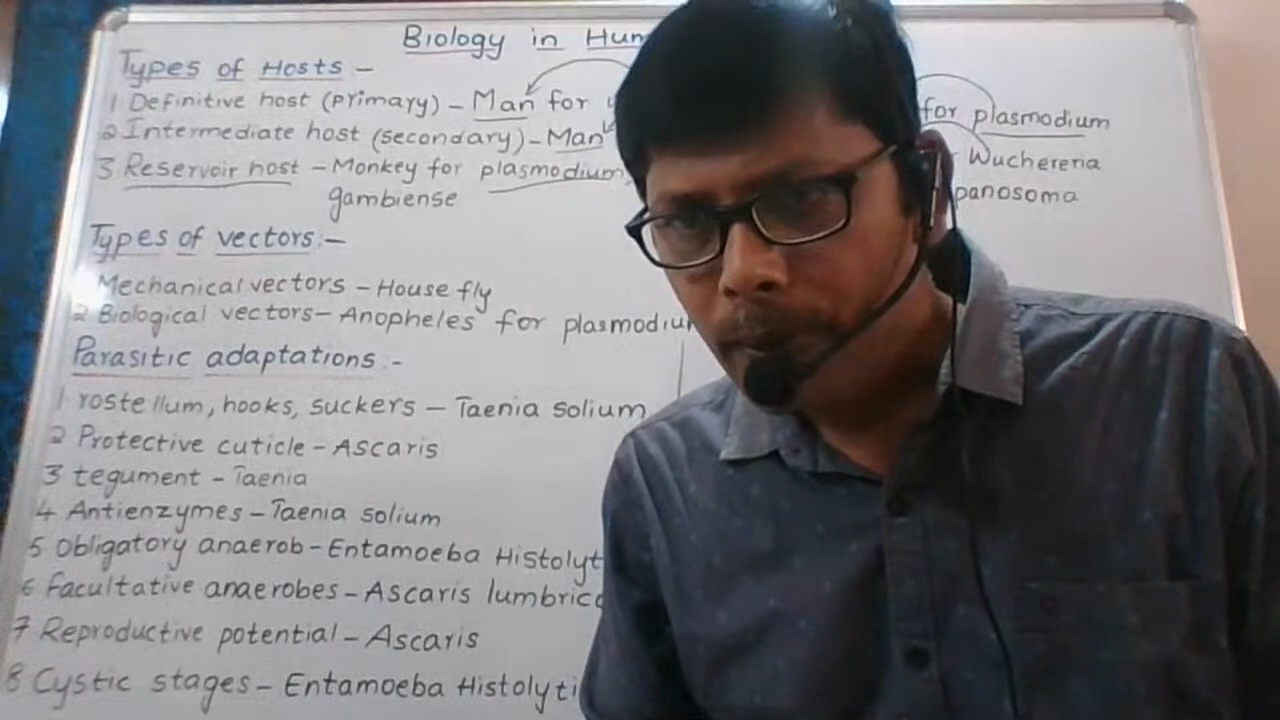 Biology in Hum
Types of Hosts -
1 Definitive host (primary) - Man for for plasmodium
2 Intermediate host (secondary) - Man Wuchereria
3 Reservoir host - Monkey for plasmodium panosoma
gambiense
Types of vectors :-
Mechanical vectors - House fly
2 Biological vectors - Anopheles for plasmodiu
Parasitic adaptations :-
1 rostellum, hooks, suckers - Taenia solium
2 Protective cuticle - Ascaris
3 tegument - Taenia
4 Antienzymes - Taenia solium
5 Obligatory anaerob - Entamoeba Histolyt
6 Facultative anaerobes - Ascaris lumbrico
7 Reproductive potential - Ascaris
8 Cystic stages - Entamoeba Histolyti